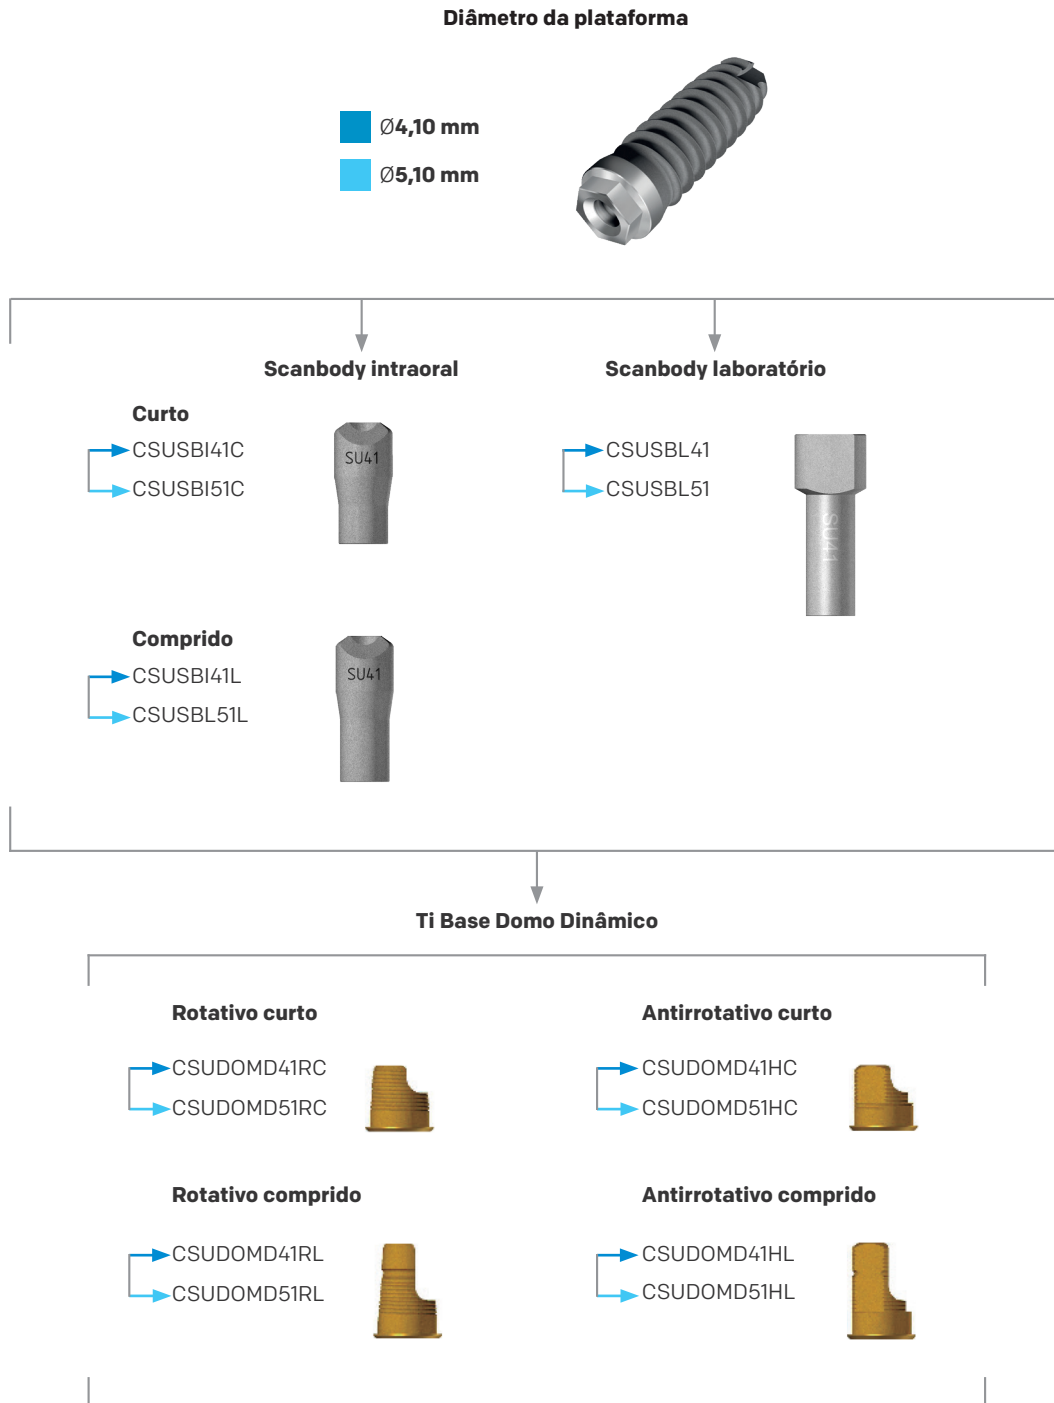 Diâmetro da plataforma
Ø4,10 mm
Ø5,10 mm
Scanbody intraoral
Scanbody laboratório
Curto
CSUSBI41C
CSUSBI51C
SU41
CSUSBL41
CSUSBL51
SU41
Comprido
CSUSBI41L
CSUSBL51L
SU41
Ti Base Domo Dinâmico
Rotativo curto
CSUDOMD41RC
CSUDOMD51RC
Antirrotativo curto
CSUDOMD41HC
CSUDOMD51HC
Rotativo comprido
CSUDOMD41RL
CSUDOMD51RL
Antirrotativo comprido
CSUDOMD41HL
CSUDOMD51HL